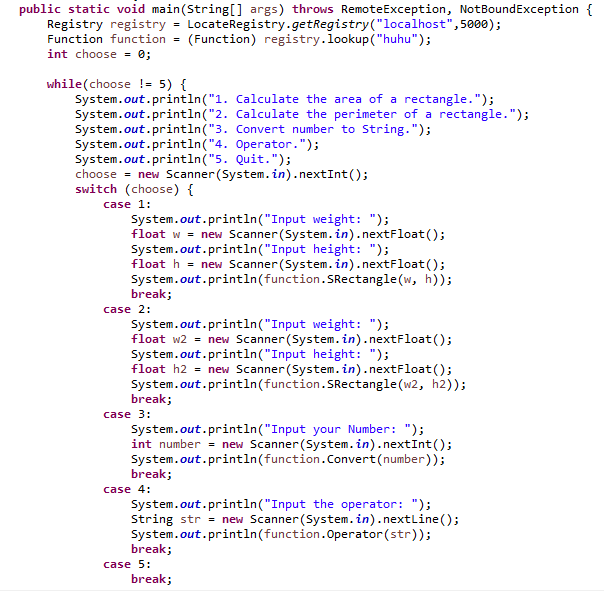 public static void main(String[] args) throws RemoteException, NotBoundException {
Registry registry = LocateRegistry.getRegistry("localhost",5000);
Function function = (Function) registry.lookup("huhu");
int choose = 0;
while(choose != 5) {
System.out.println("1. Calculate the area of a rectangle.");
System.out.println("2. Calculate the perimeter of a rectangle.");
System.out.println("3. Convert number to String.");
System.out.println("4. Operator.");
System.out.println("5. Quit.");
choose = new Scanner(System.in).nextInt();
switch (choose) {
case 1:
System.out.println("Input weight: ");
float w = new Scanner(System.in).nextFloat();
System.out.println("Input height: ");
float h = new Scanner(System.in).nextFloat();
System.out.println(function.SRectangle(w, h));
break;
case 2:
System.out.println("Input weight: ");
float w2 = new Scanner(System.in).nextFloat();
System.out.println("Input height: ");
float h2 = new Scanner(System.in).nextFloat();
System.out.println(function.SRectangle(w2, h2));
break;
case 3:
System.out.println("Input your Number: ");
int number = new Scanner(System.in).nextInt();
System.out.println(function.Convert(number));
break;
case 4:
System.out.println("Input the operator: ");
String str = new Scanner(System.in).nextLine();
System.out.println(function.Operator(str));
break;
case 5:
break;